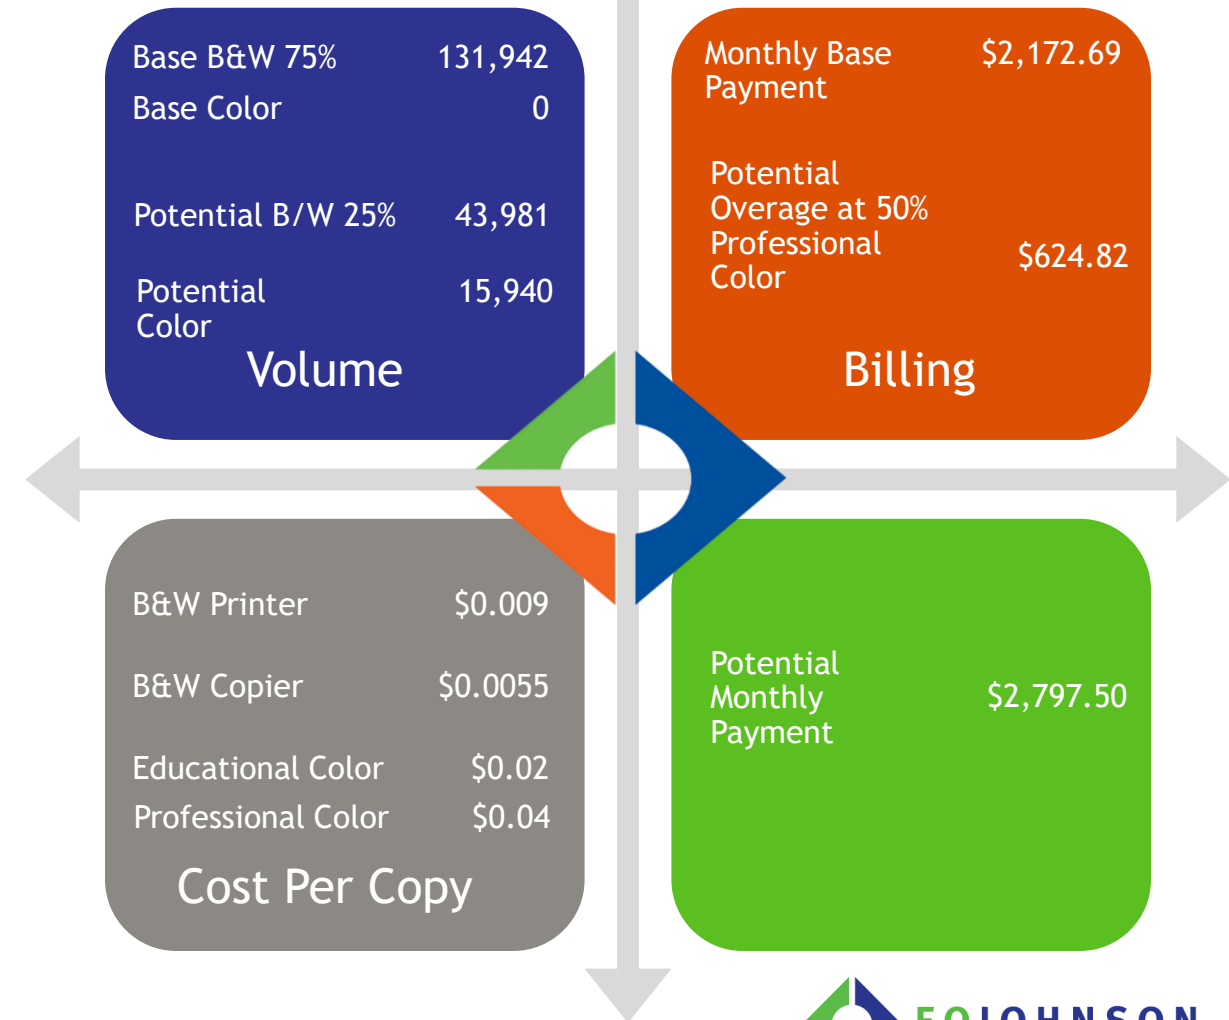 Base B&W 75% 131,942
Base Color 0
Potential B/W 25% 43,981
Potential 15,940
Color
Volume
Monthly Base $2,172.69
Payment
Potential
Overage at 50%
Professional
Color $624.82
Billing
B&W Printer $0.009
B&W Copier $0.0055
Educational Color $0.02
Professional Color $0.04
Cost Per Copy
Potential
Monthly $2,797.50
Payment
EOJOHNSON